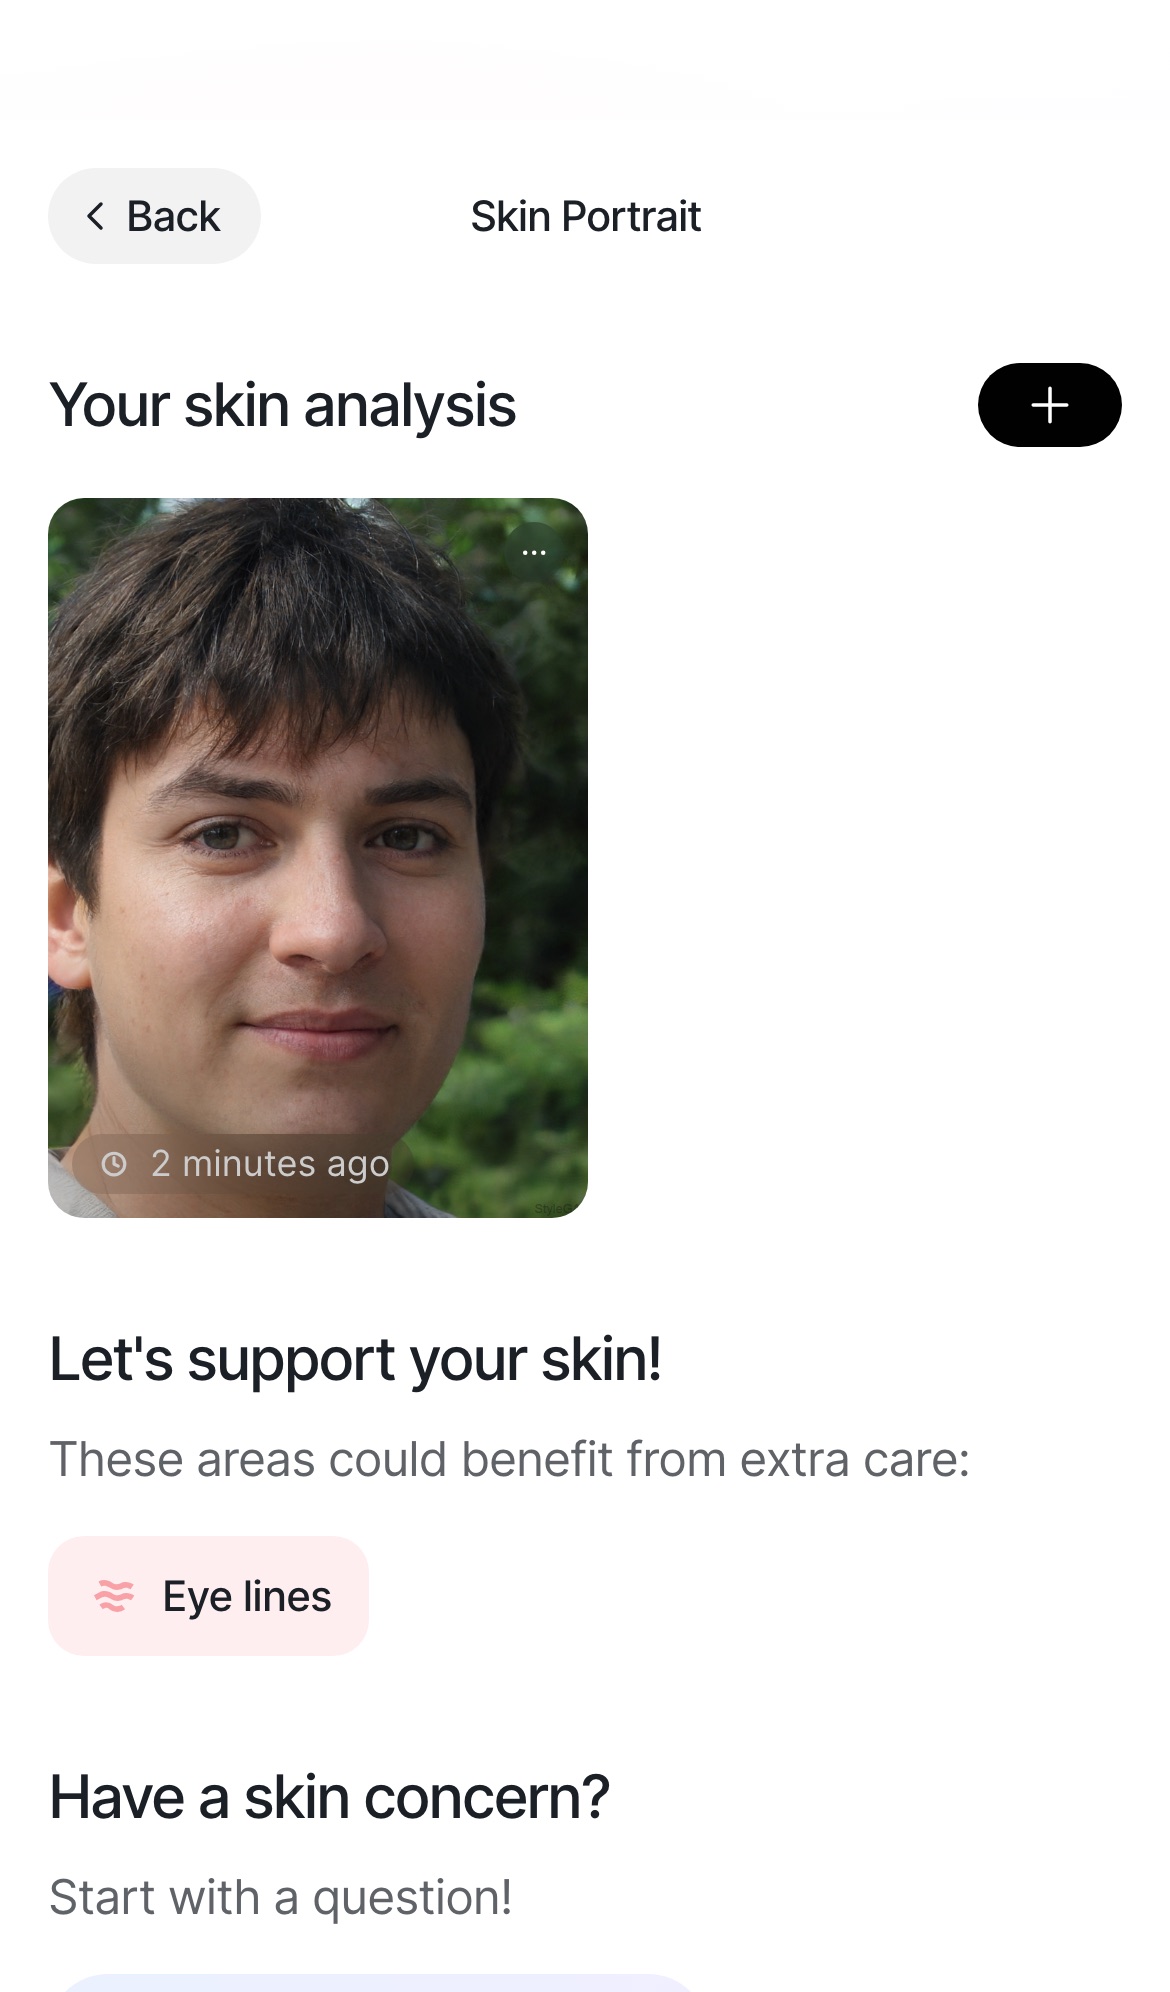 Back
Skin Portrait
Your skin analysis
2 minutes ago
Let's support your skin!
These areas could benefit from extra care:
Eye lines
Have a skin concern?
Start with a question!